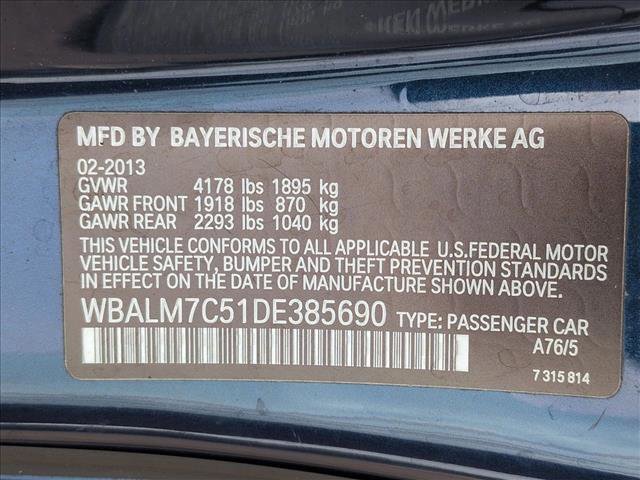 MFD BY BAYERISCHE MOTOREN WERKE AG
02-2013
GVWR 4178 lbs 1895 kg
GAWR FRONT 1918 lbs 870 kg
GAWR REAR 2293 lbs 1040 kg
THIS VEHICLE CONFORMS TO ALL APPLICABLE U.S.FEDERAL MOTOR
VEHICLE SAFETY, BUMPER, AND THEFT PREVENTION STANDARDS
IN EFFECT ON THE DATE OF MANUFACTURE SHOWN ABOVE.
WBALM7C51DE385690 TYPE: PASSENGER CAR
A76/5
7 315 814